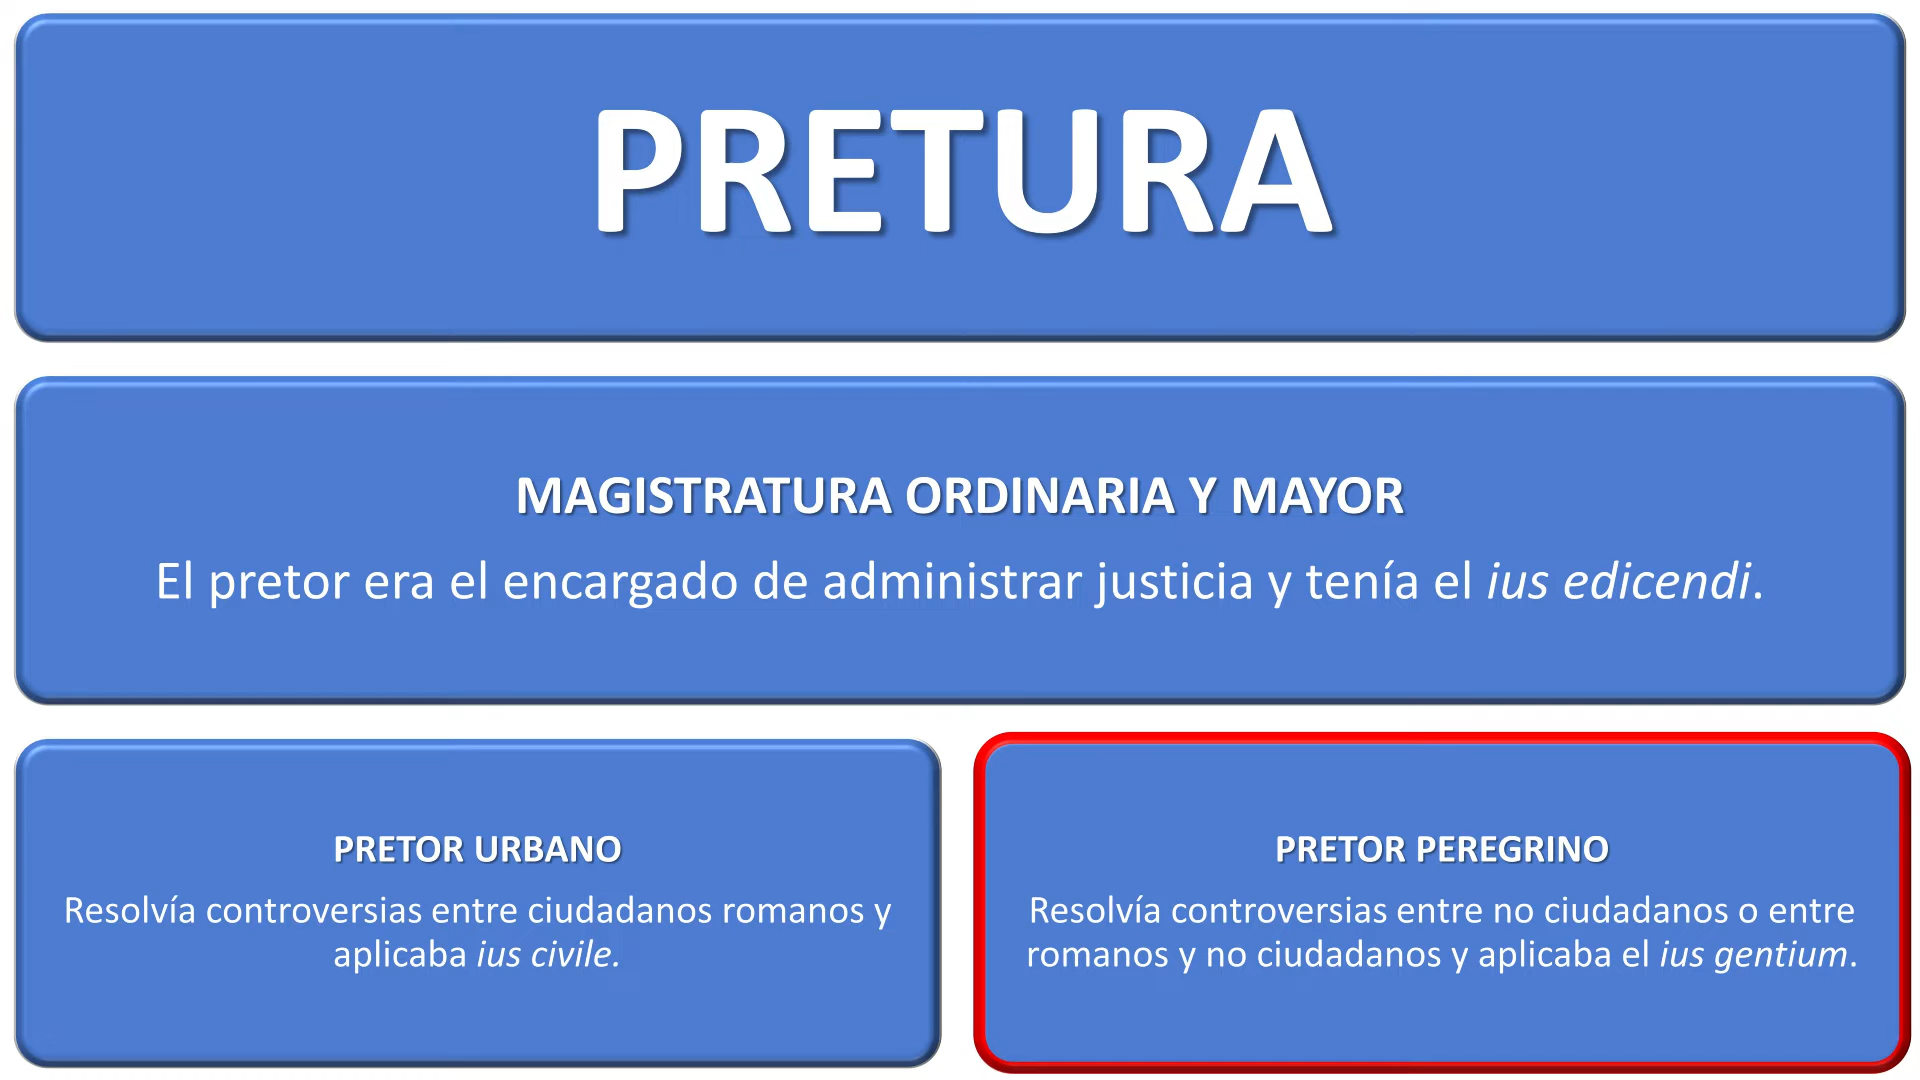 PRETURA
MAGISTRATURA ORDINARIA Y MAYOR
El pretor era el encargado de administrar justicia y tenía el ius edicendi.
PRETOR URBANO
Resolvía controversias entre ciudadanos romanos y
aplicaba ius civile.
PRETOR PEREGRINO
Resolvía controversias entre no ciudadanos o entre
romanos y no ciudadanos y aplicaba el ius gentium.